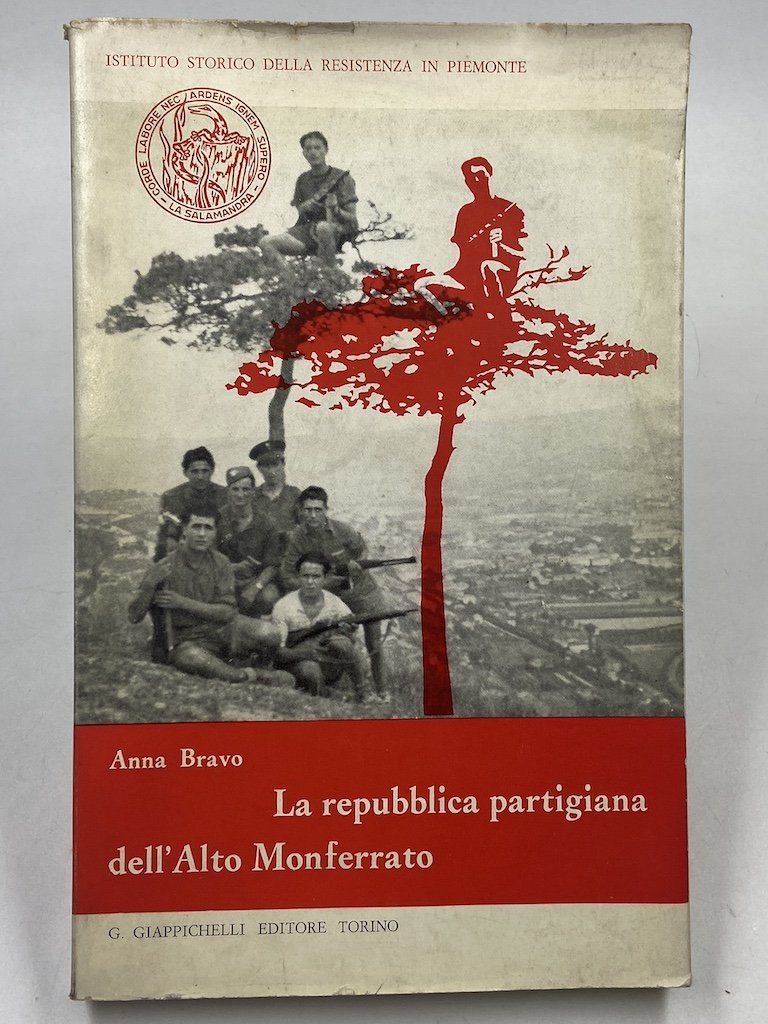 ISTITUTO STORICO DELLA RESISTENZA IN PIEMONTE
CORDE LABORE NEC ARDENS IGNEM SUPERO
LA SALAMANDRA
Anna Bravo
La repubblica partigiana
dell'Alto Monferrato
G. GIAPPICHELLI EDITORE TORINO